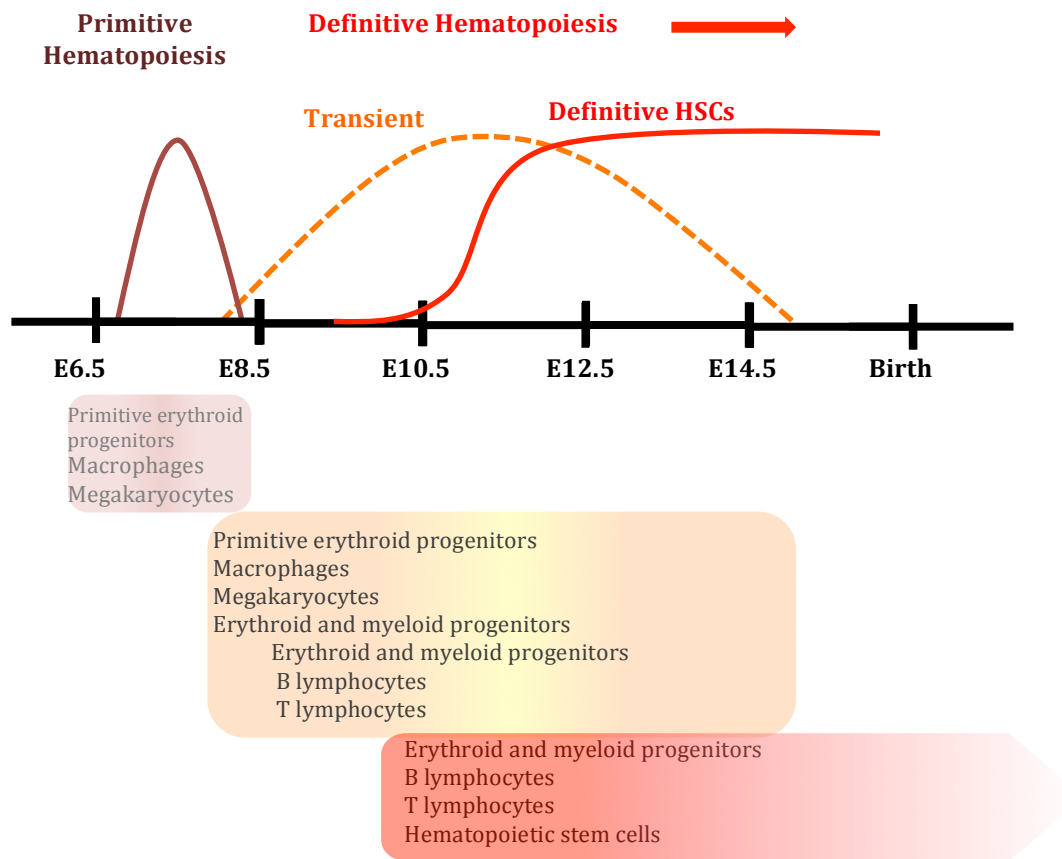 Primitive
Hematopoiesis
Definitive Hematopoiesis
Transient
Definitive HSCs
E6.5
E8.5
E10.5
E12.5
E14.5
Birth
Primitive erythroid
progenitors
Macrophages
Megakaryocytes
Primitive erythroid progenitors
Macrophages
Megakaryocytes
Erythroid and myeloid progenitors
Erythroid and myeloid progenitors
B lymphocytes
T lymphocytes
Erythroid and myeloid progenitors
B lymphocytes
T lymphocytes
Hematopoietic stem cells